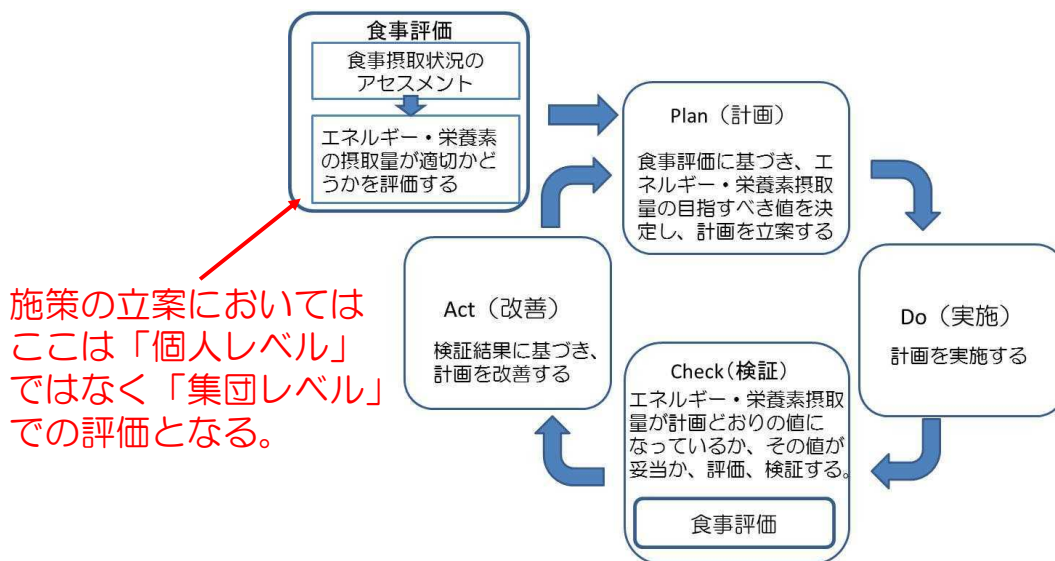 食事評価
食事摂取状況の
アセスメント
エネルギー・栄養素
の摂取量が適切かど
うかを評価する
施策の立案においては
ここは「個人レベル」
ではなく「集団レベル」
での評価となる。
Plan（計画）
食事評価に基づき、エ
ネルギー・栄養素摂取
量の目指すべき値を決
定し、計画を立案する
Do（実施）
計画を実施する
Check(検証)
エネルギー・栄養素摂取
量が計画どおりの値に
なっているか、その値が
妥当か、評価、検証する。
食事評価
Act（改善）
検証結果に基づき、
計画を改善する